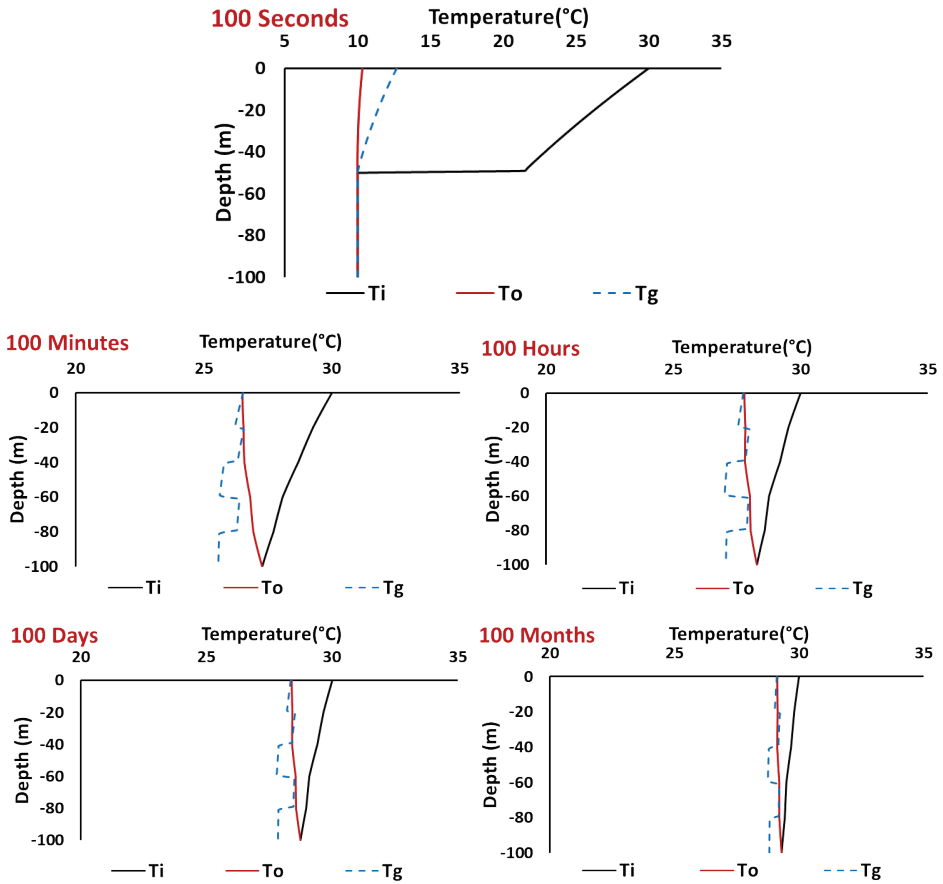 100 Seconds
Temperature(°C)
5 10 15 20 25 30 35
0
-20
-40
-60
-80
-100
Depth (m)
Ti To Tg
100 Minutes
Temperature(°C)
20 25 30 35
0
-20
-40
-60
-80
-100
Depth (m)
Ti To Tg
100 Hours
Temperature(°C)
20 25 30 35
0
-20
-40
-60
-80
-100
Depth (m)
Ti To Tg
100 Days
Temperature(°C)
20 25 30 35
0
-20
-40
-60
-80
-100
Depth (m)
Ti To Tg
100 Months
Temperature(°C)
20 25 30 35
0
-20
-40
-60
-80
-100
Depth (m)
Ti To Tg